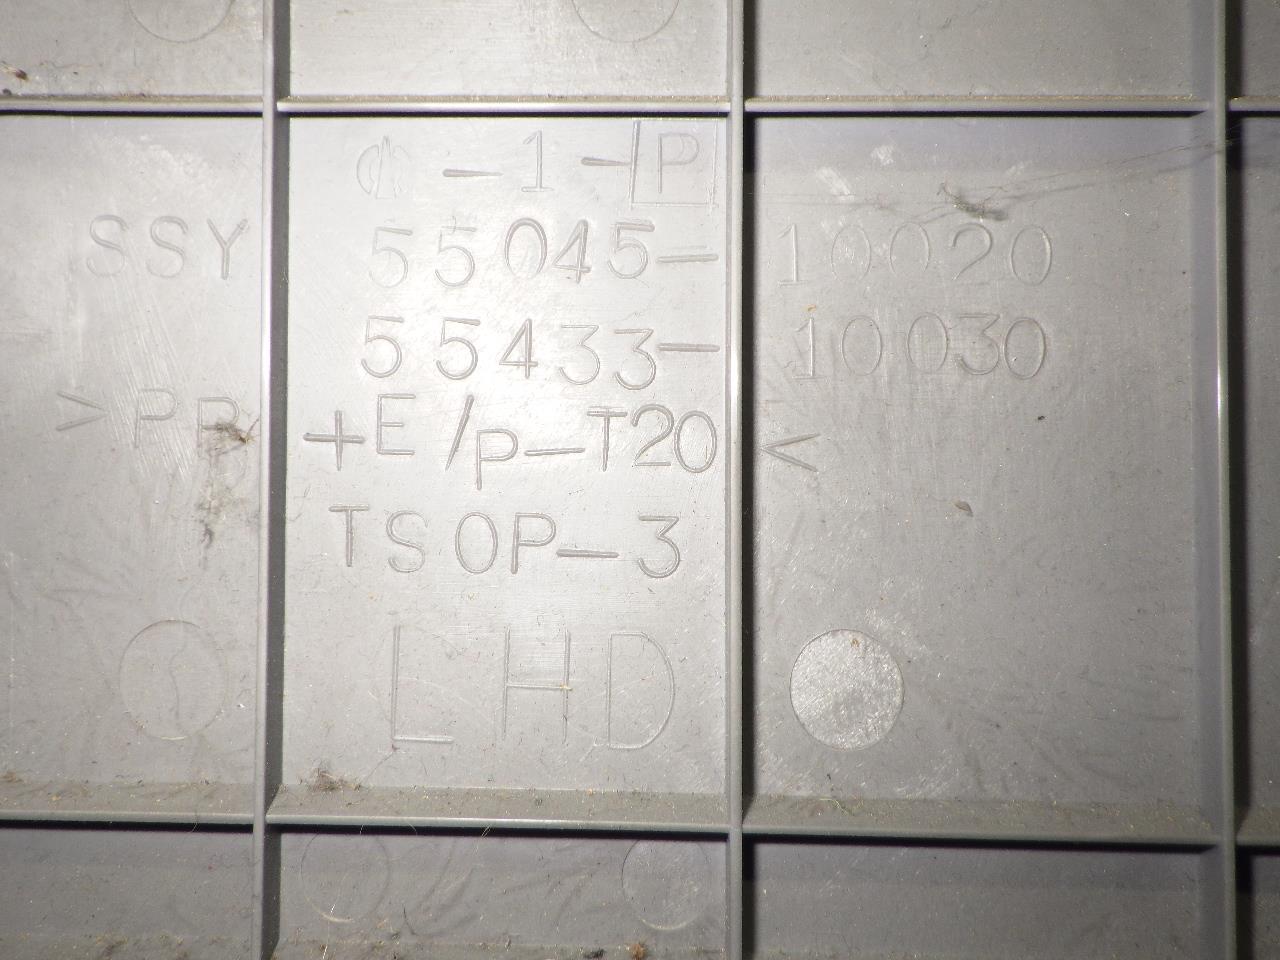 -1-P
SSY 55045-10020
55433-10030
>PP+E/P-T20<
TSOP-3
LHD